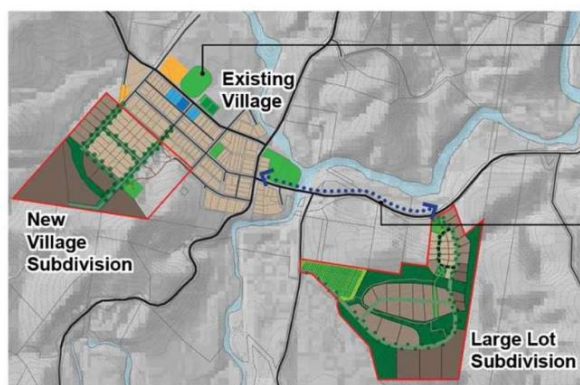 Existing
Village
New
Village
Subdivision
Large Lot
Subdivision